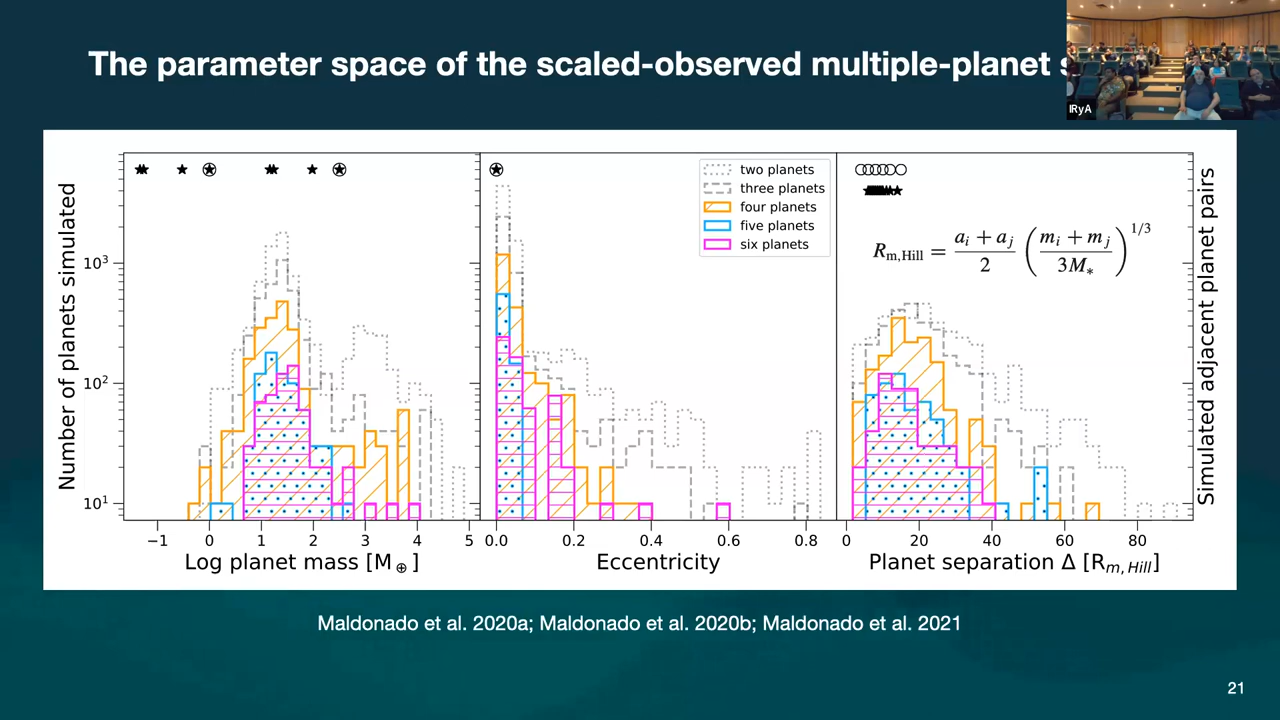 The parameter space of the scaled-observed multiple-planet
IRyA
Number of planets simulated
10³
10²
10¹
−1 0 1 2 3 4 5
Log planet mass [M⊕]
two planets
three planets
four planets
five planets
six planets
0.0 0.2 0.4 0.6 0.8
Eccentricity
R_m,Hill = (a_i + a_j)/2 ((m_i + m_j)/3M_*)^1/3
0 20 40 60 80
Planet separation Δ [R_m,Hill]
Simulated adjacent planet pairs
Maldonado et al. 2020a; Maldonado et al. 2020b; Maldonado et al. 2021
21